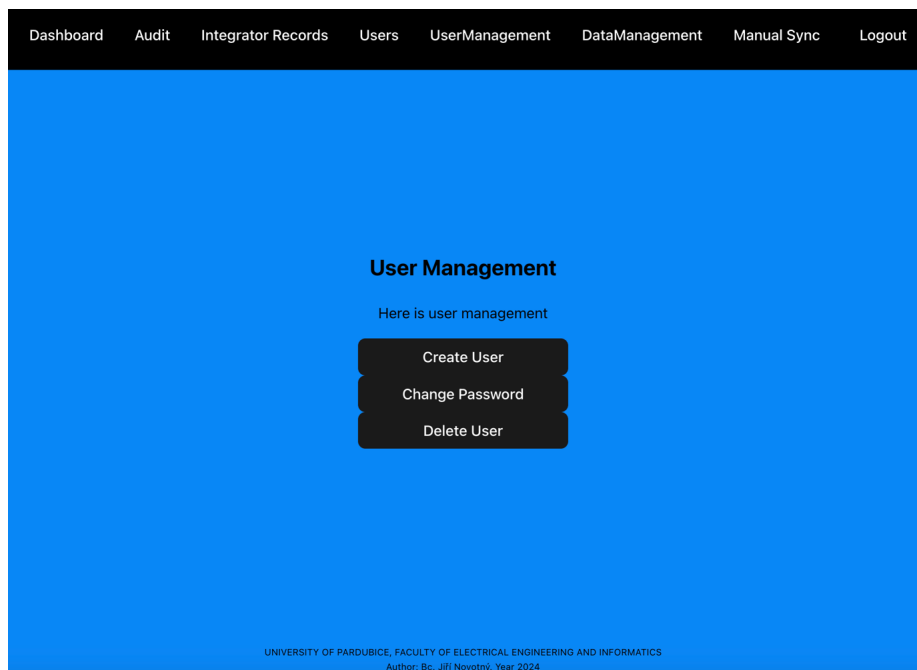 Dashboard Audit Integrator Records Users UserManagement DataManagement Manual Sync Logout
User Management
Here is user management
Create User
Change Password
Delete User
UNIVERSITY OF PARDUBICE, FACULTY OF ELECTRICAL ENGINEERING AND INFORMATICS
Author: Bc. Jiří Novotný, Year 2024